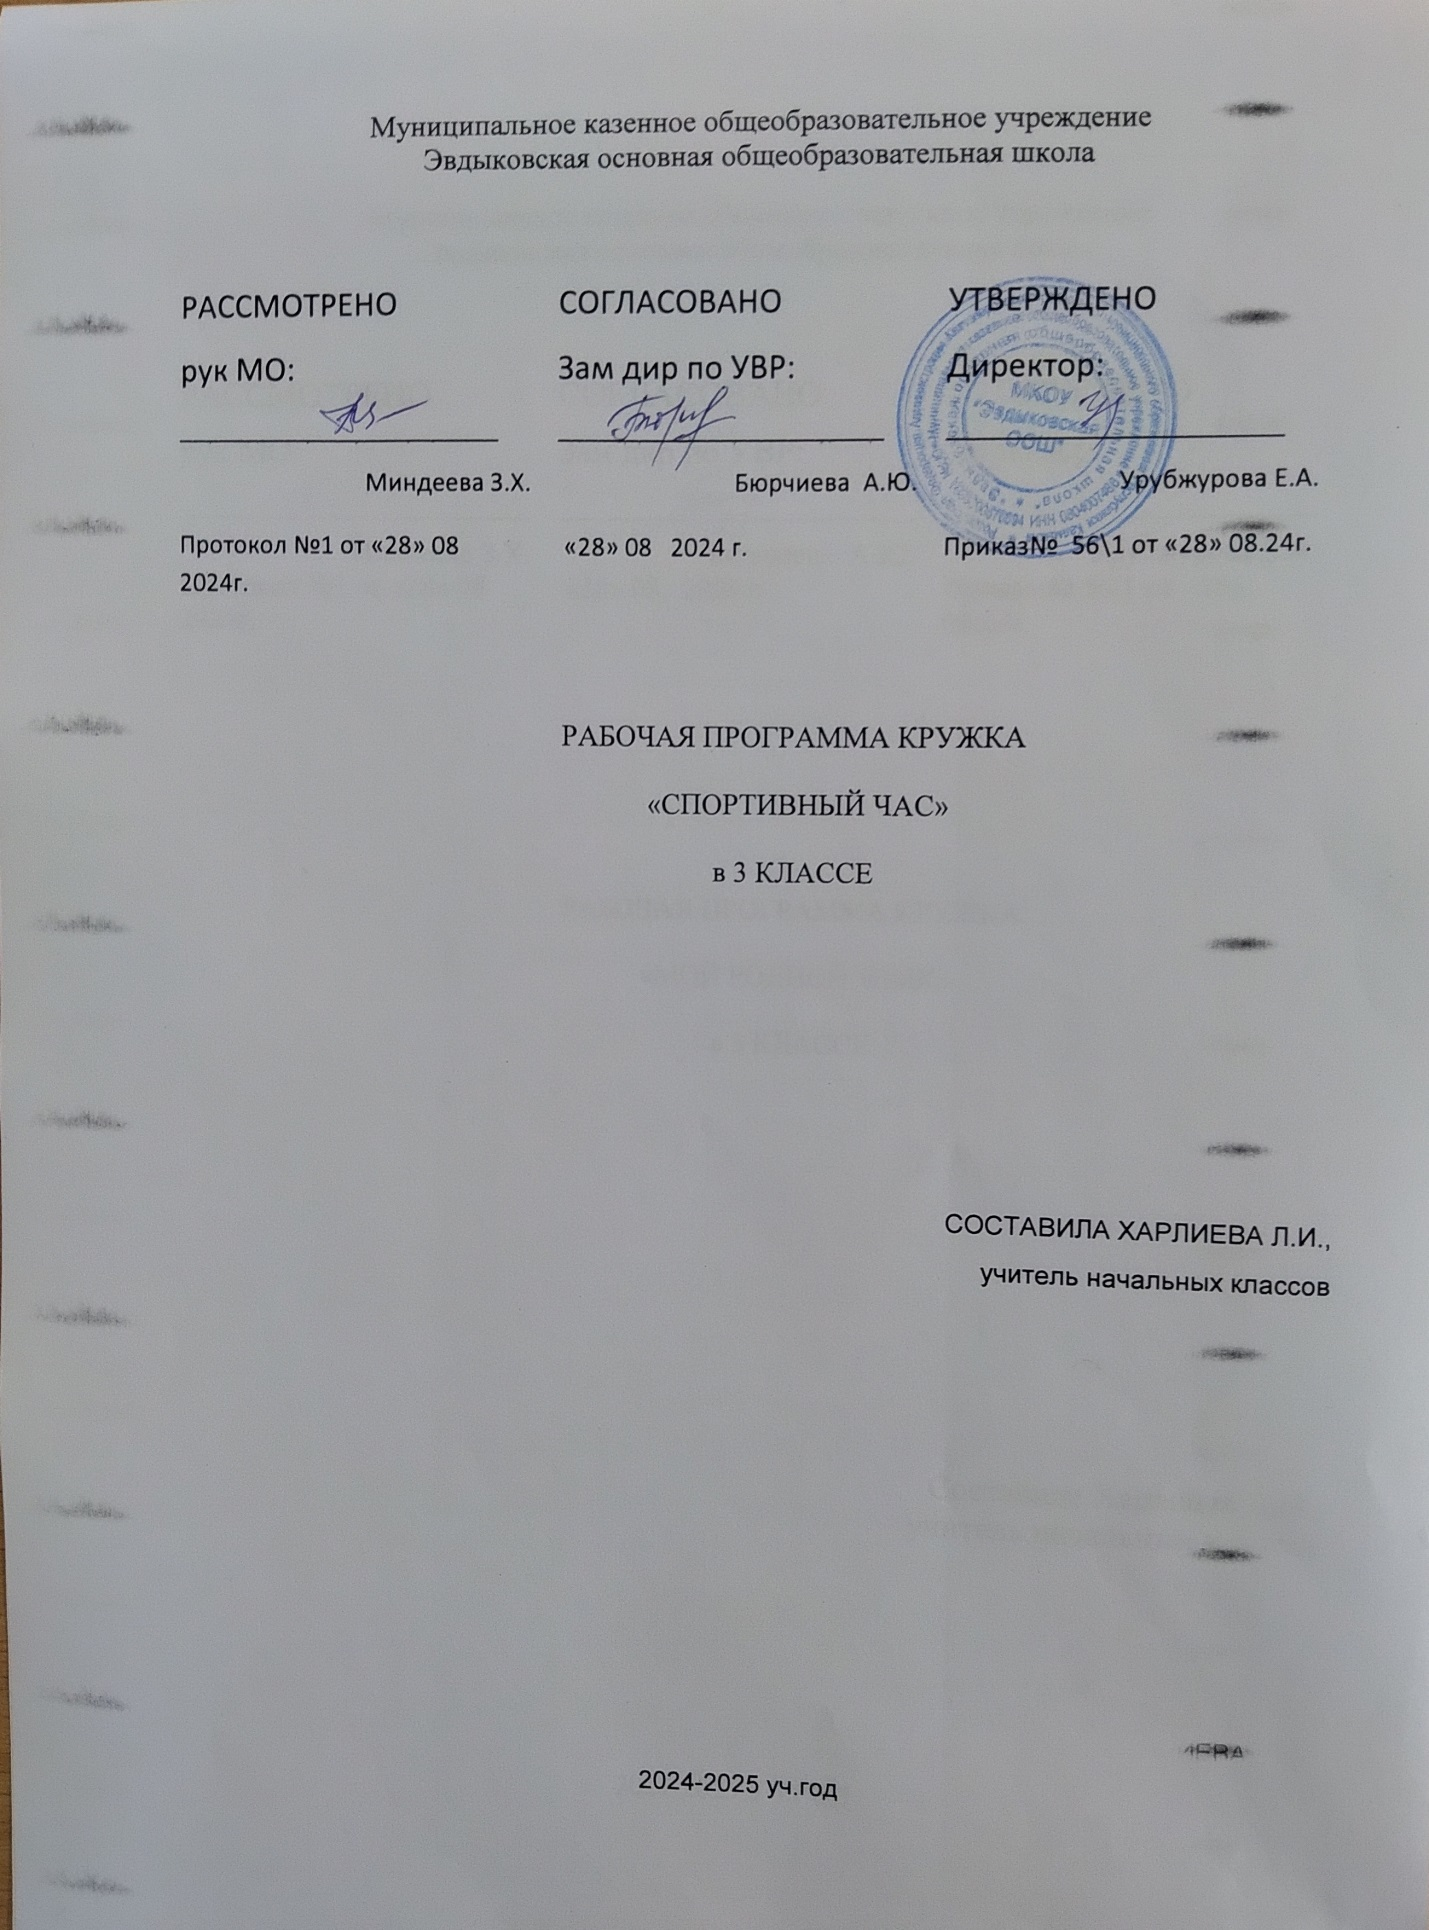 Муниципальное казенное общеобразовательное учреждение
Эвдыковская основная общеобразовательная школа
РАССМОТРЕНО
рук МО:
Миндеева З.Х.
Протокол №1 от «28» 08
2024г.
СОГЛАСОВАНО
Зам дир по УВР:
Бюрчиева А.Ю.
«28» 08 2024 г.
УТВЕРЖДЕНО
Директор:
МКОУ
"Эвдыковская
ООШ"
Урубжурова Е.А.
Приказ№ 56\1 от «28» 08.24г.
РАБОЧАЯ ПРОГРАММА КРУЖКА
«СПОРТИВНЫЙ ЧАС»
в 3 КЛАССЕ
СОСТАВИЛА ХАРЛИЕВА Л.И.,
учитель начальных классов
2024-2025 уч.год